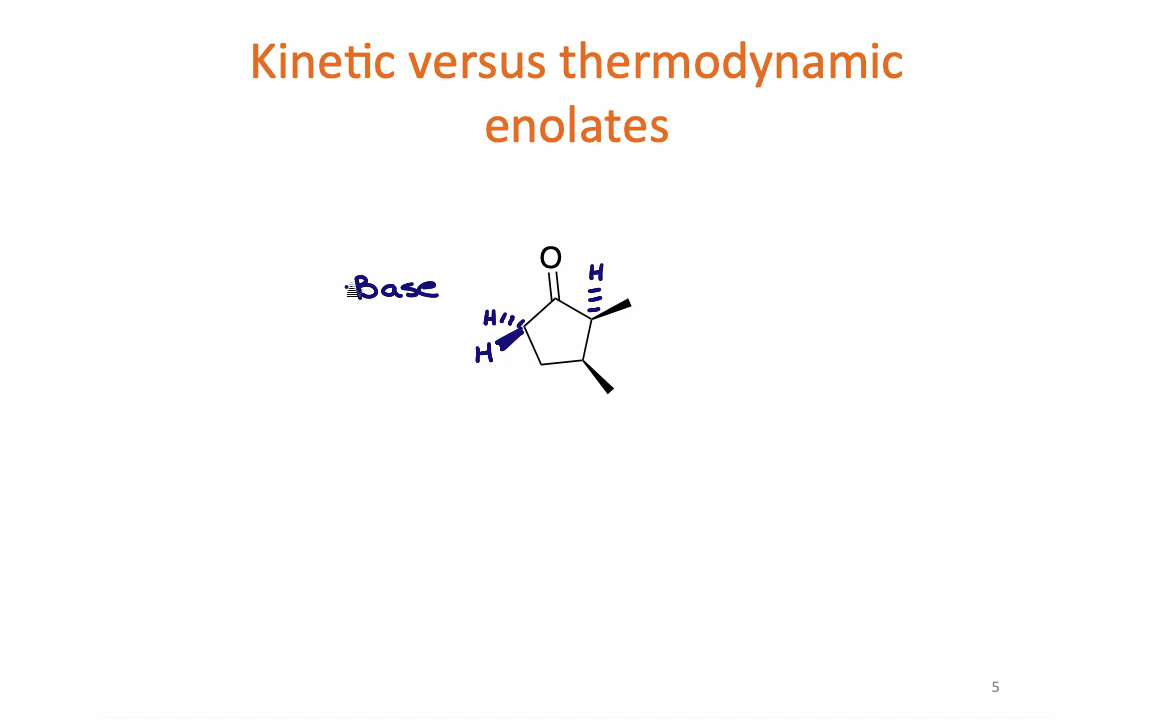 Kinetic versus thermodynamic
enolates
O
H
:Base
H
H
5